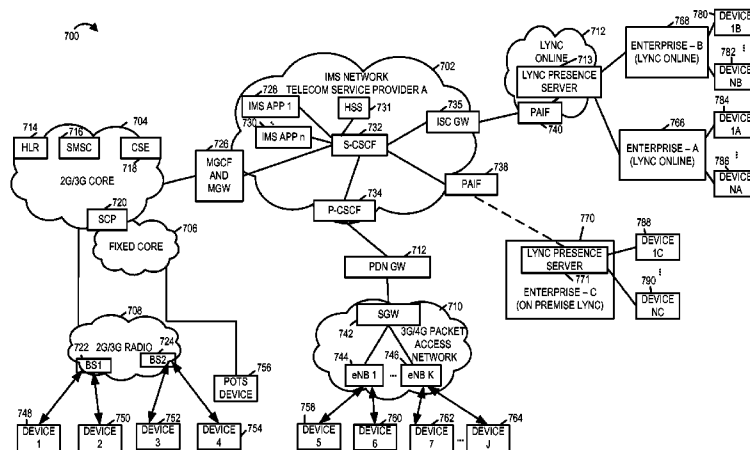 700
702
IMS NETWORK
TELECOM SERVICE PROVIDER A
728
IMS APP 1
730
IMS APP n
HSS
731
732
S-CSCF
735
ISC GW
734
P-CSCF
738
PAIF
704
714
HLR
716
SMSC
CSE
718
2G/3G CORE
720
SCP
706
FIXED CORE
726
MGCF
AND
MGW
712
LYNC
ONLINE
713
LYNC PRESENCE
SERVER
PAIF
740
768
ENTERPRISE – B
(LYNC ONLINE)
780
DEVICE
1B
782
DEVICE
NB
766
ENTERPRISE – A
(LYNC ONLINE)
784
DEVICE
1A
786
DEVICE
NA
770
LYNC PRESENCE
SERVER
771
ENTERPRISE – C
(ON PREMISE LYNC)
788
DEVICE
1C
790
DEVICE
NC
712
PDN GW
710
SGW
742
3G/4G PACKET
ACCESS
NETWORK
744
eNB 1
...
746
eNB K
708
2G/3G RADIO
722
BS1
724
BS2
756
POTS
DEVICE
748
DEVICE
1
750
DEVICE
2
752
DEVICE
3
754
DEVICE
4
758
DEVICE
5
760
DEVICE
6
762
DEVICE
7
...
764
DEVICE
J